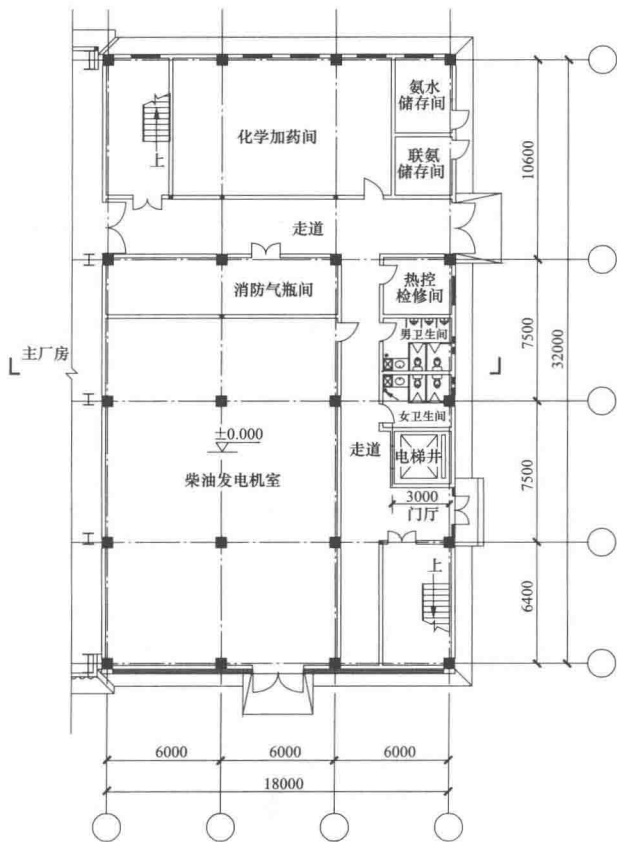 氨水
储存间
化学加药间
上
联氨
储存间
10600
走道
消防气瓶间
热控
检修间
男卫生间
主厂房
7500
32000
女卫生间
±0.000
走道
电梯井
柴油发电机室
3000
门厅
7500
上
6400
6000
6000
6000
18000